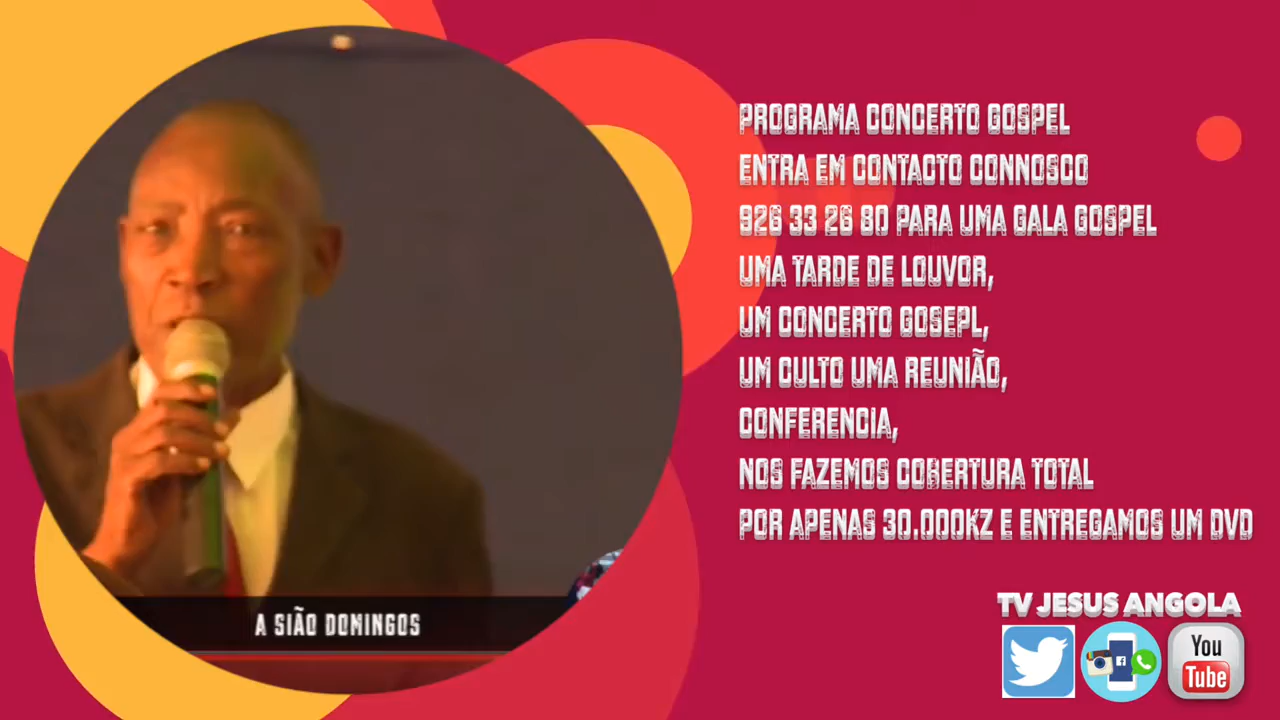 PROGRAMA CONCERTO GOSPEL
ENTRA EM CONTACTO CONNOSCO
926 33 26 80 PARA UMA GALA GOSPEL
UMA TARDE DE LOUVOR,
UM CONCERTO GOSEPL,
UM CULTO UMA REUNIÃO,
CONFERENCIA,
NOS FAZEMOS COBERTURA TOTAL
POR APENAS 30.000KZ E ENTREGAMOS UM DVD
A SIÃO DOMINGOS
TV JESUS ANGOLA
You
Tube